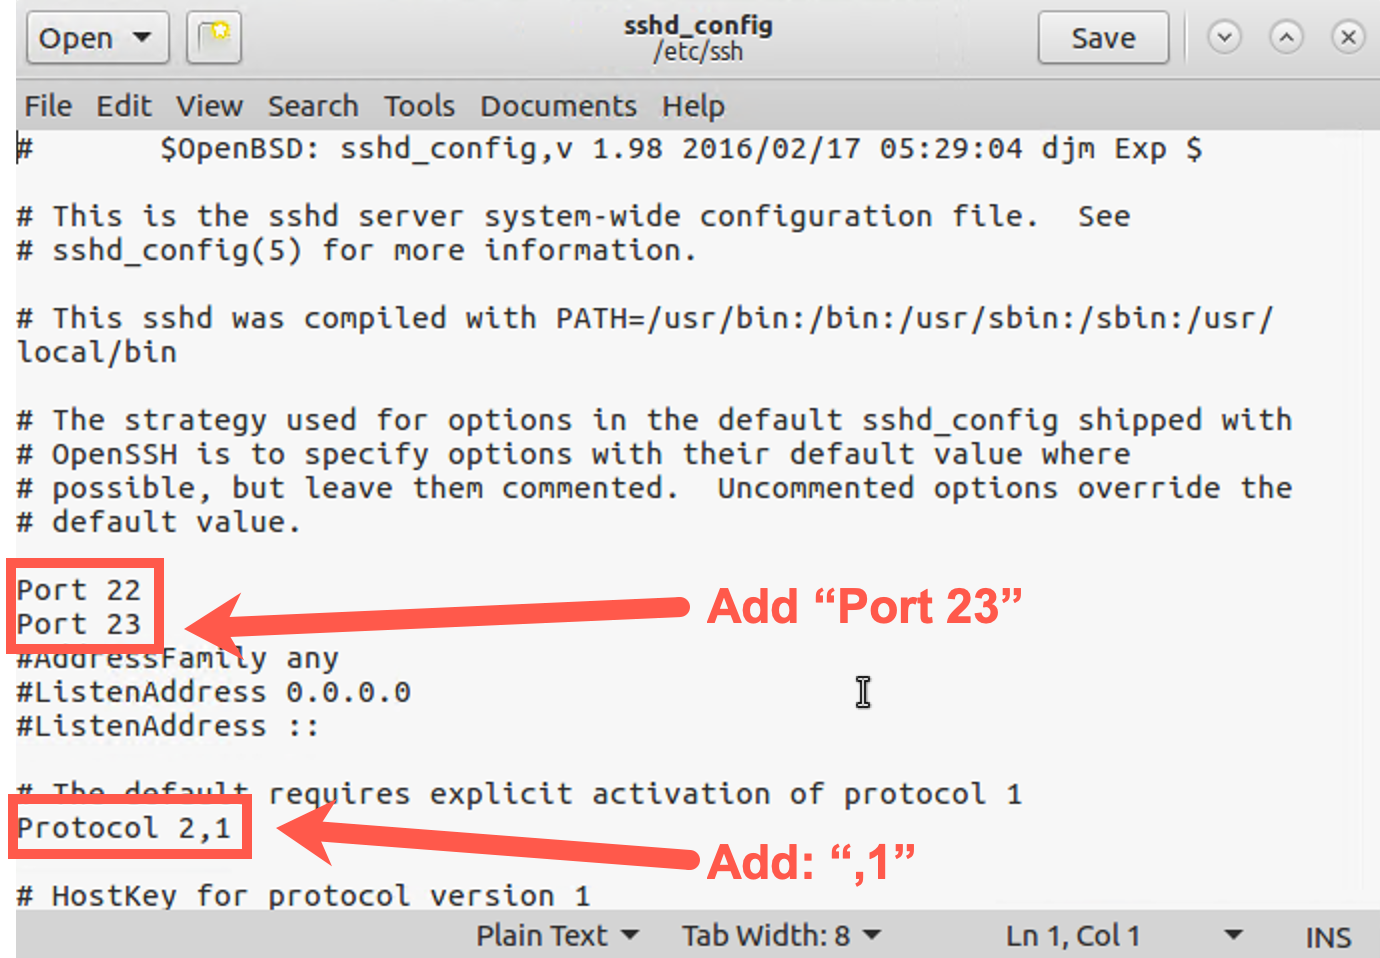 Open
sshd_config
/etc/ssh
Save
File Edit View Search Tools Documents Help
#       $OpenBSD: sshd_config,v 1.98 2016/02/17 05:29:04 djm Exp $
# This is the sshd server system-wide configuration file.  See
# sshd_config(5) for more information.
# This sshd was compiled with PATH=/usr/bin:/bin:/usr/sbin:/sbin:/usr/
local/bin
# The strategy used for options in the default sshd_config shipped with
# OpenSSH is to specify options with their default value where
# possible, but leave them commented.  Uncommented options override the
# default value.
Port 22
Add “Port 23”
Port 23
#AddressFamily any
#ListenAddress 0.0.0.0
#ListenAddress ::
# The default requires explicit activation of protocol 1
Protocol 2,1
Add: “,1”
# HostKey for protocol version 1
Plain Text Tab Width: 8 Ln 1, Col 1 INS